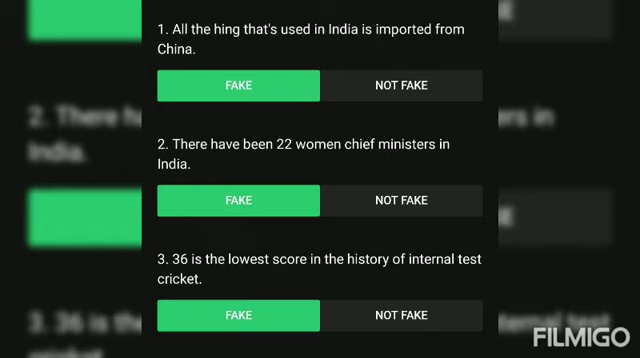 1. All the hing that's used in India is imported from
China.
FAKE
NOT FAKE
2. There have been 22 women chief ministers in
India.
FAKE
NOT FAKE
3. 36 is the lowest score in the history of internal test
cricket.
FAKE
NOT FAKE
FILMIGO